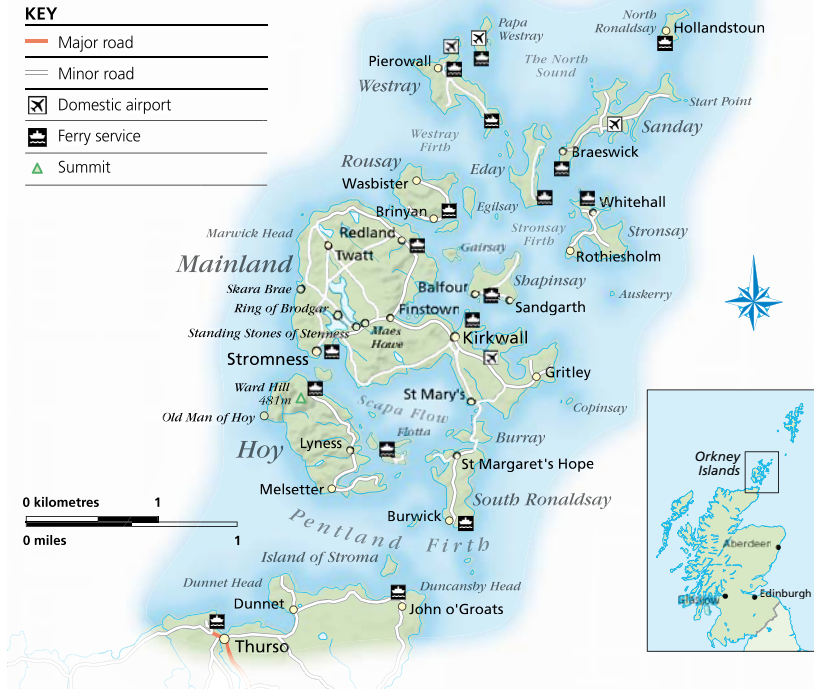 KEY
Major road
Minor road
Domestic airport
Ferry service
Summit
Papa
Westray
North
Ronaldsay
Hollandstoun
Pierowall
Westray
The North
Sound
Start Point
Sanday
Westray
Firth
Braeswick
Rousay
Eday
Wasbister
Brinyan
Egilsay
Whitehall
Stronsay
Firth
Stronsay
Marwick Head
Redland
Twatt
Gairsay
Rothiesholm
Mainland
Skara Brae
Balfour
Shapinsay
Auskerry
Ring of Brodgar
Finstown
Sandgarth
Standing Stones of Stenness
Maes
Howe
Kirkwall
Stromness
Gritley
Ward Hill
481m
St Mary's
Scapa Flow
Copinsay
Old Man of Hoy
Flotta
Hoy
Lyness
Burray
St Margaret's Hope
Melsetter
South Ronaldsay
Burwick
Pentland Firth
Island of Stroma
Dunnet Head
Duncansby Head
Dunnet
John o'Groats
Thurso
0 kilometres 1
0 miles 1
Orkney
Islands
Aberdeen
Glasgow
Edinburgh